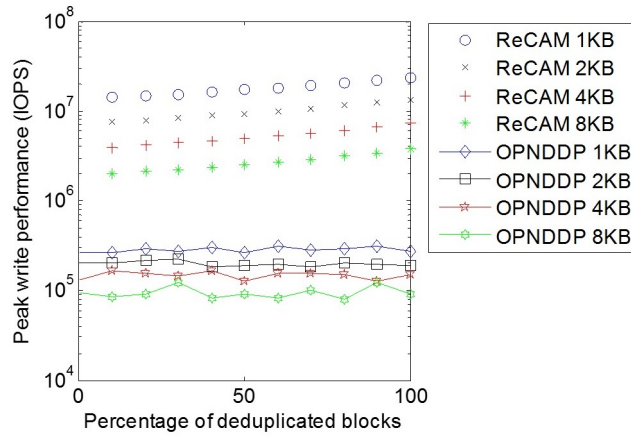 10^8
10^7
10^6
10^5
10^4
Peak write performance (IOPS)
0
50
100
Percentage of deduplicated blocks
ReCAM 1KB
ReCAM 2KB
ReCAM 4KB
ReCAM 8KB
OPNDDP 1KB
OPNDDP 2KB
OPNDDP 4KB
OPNDDP 8KB